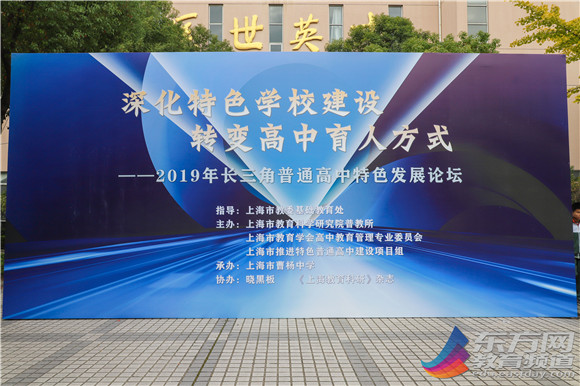 世英
深化特色学校建设
转变高中育人方式
——2019年长三角普通高中特色发展论坛
指导：上海市教委基础教育处
主办：上海市教育科学研究院普教所
上海市教育学会高中教育管理专业委员会
上海市推进特色普通高中建设项目组
承办：上海市曹杨中学
协办：晓黑板 《上海教育科研》杂志
东方网
教育频道
edu.eastday.com